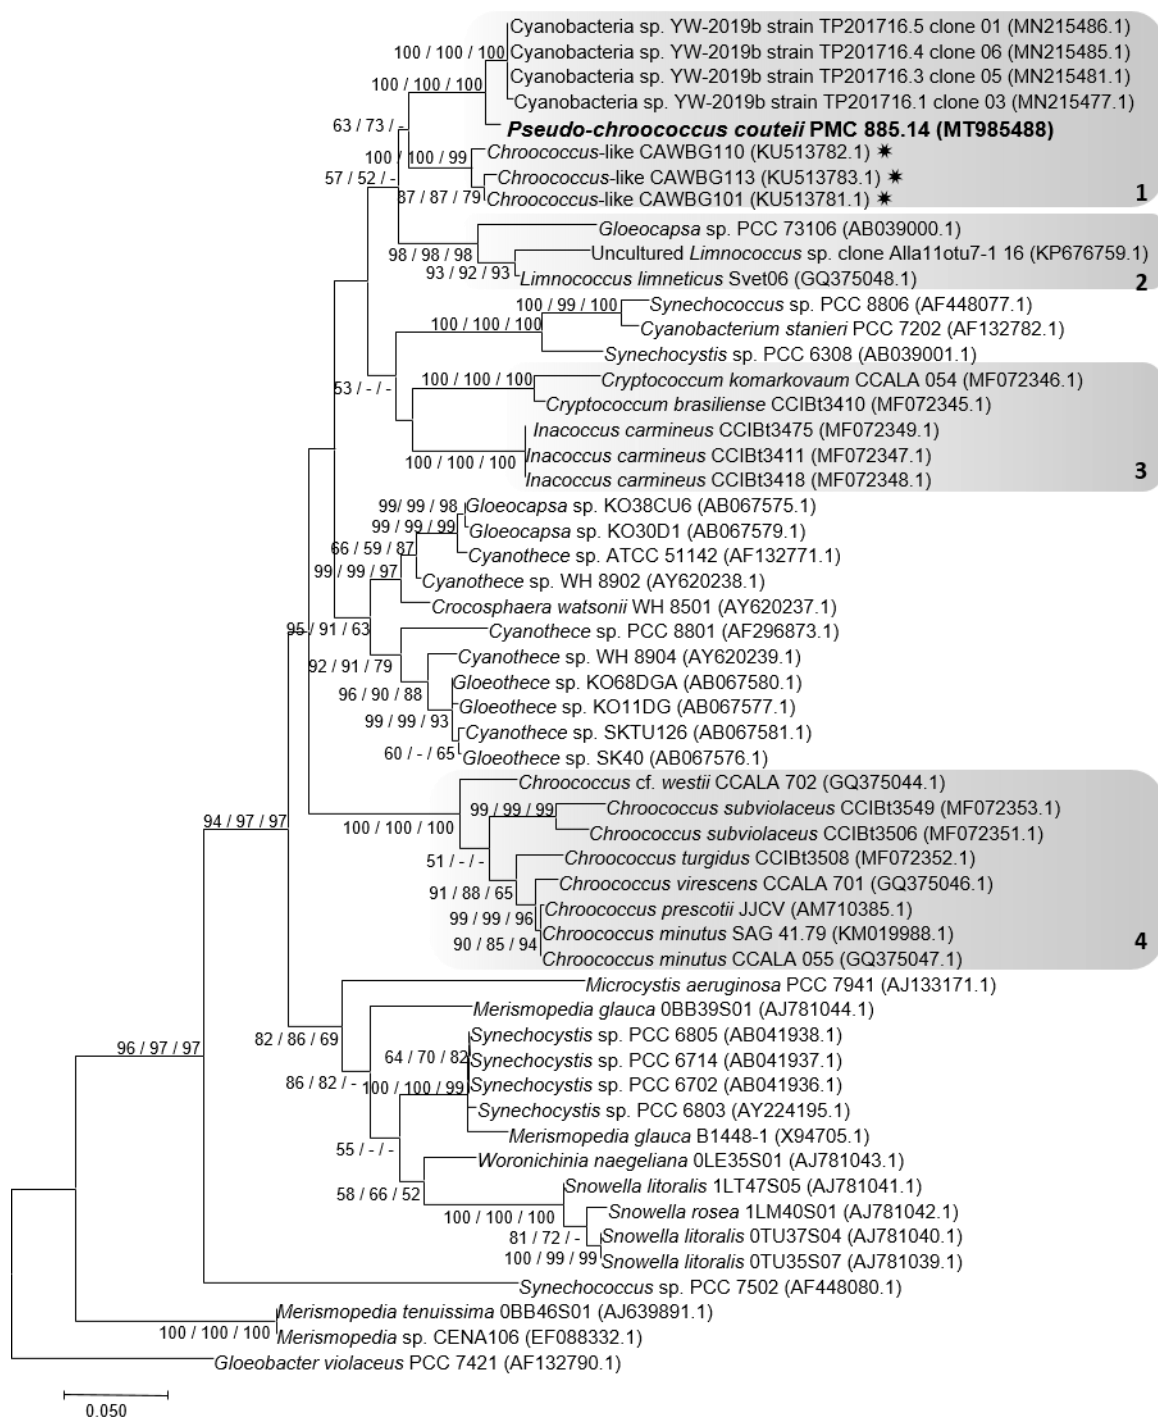 Cyanobacteria sp. YW-2019b strain TP201716.5 clone 01 (MN215486.1)
100 / 100 / 100
Cyanobacteria sp. YW-2019b strain TP201716.4 clone 06 (MN215485.1)
Cyanobacteria sp. YW-2019b strain TP201716.3 clone 05 (MN215481.1)
100 / 100 / 100
Cyanobacteria sp. YW-2019b strain TP201716.1 clone 03 (MN215477.1)
63 / 73 / -
Pseudo-chroococcus couteii PMC 885.14 (MT985488)
Chroococcus-like CAWBG110 (KU513782.1) ✷
100 / 100 / 99
57 / 52 / -
Chroococcus-like CAWBG113 (KU513783.1) ✷
87 / 87 / 79
Chroococcus-like CAWBG101 (KU513781.1) ✷
1
Gloeocapsa sp. PCC 73106 (AB039000.1)
98 / 98 / 98
Uncultured Limnococcus sp. clone Alla11otu7-1 16 (KP676759.1)
93 / 92 / 93
Limnococcus limneticus Svet06 (GQ375048.1)
2
100 / 99 / 100
Synechococcus sp. PCC 8806 (AF448077.1)
100 / 100 / 100
Cyanobacterium stanieri PCC 7202 (AF132782.1)
Synechocystis sp. PCC 6308 (AB039001.1)
53 / - / -
100 / 100 / 100
Cryptococcum komarkovaum CCALA 054 (MF072346.1)
Cryptococcum brasiliense CCIBt3410 (MF072345.1)
Inacoccus carmineus CCIBt3475 (MF072349.1)
100 / 100 / 100
Inacoccus carmineus CCIBt3411 (MF072347.1)
3
Inacoccus carmineus CCIBt3418 (MF072348.1)
99/ 99 / 98
Gloeocapsa sp. KO38CU6 (AB067575.1)
99 / 99 / 99
Gloeocapsa sp. KO30D1 (AB067579.1)
66 / 59 / 87
Cyanothece sp. ATCC 51142 (AF132771.1)
99 / 99 / 97
Cyanothece sp. WH 8902 (AY620238.1)
Crocosphaera watsonii WH 8501 (AY620237.1)
95 / 91 / 63
Cyanothece sp. PCC 8801 (AF296873.1)
92 / 91 / 79
Cyanothece sp. WH 8904 (AY620239.1)
96 / 90 / 88
Gloeothece sp. KO68DGA (AB067580.1)
Gloeothece sp. KO11DG (AB067577.1)
99 / 99 / 93
Cyanothece sp. SKTU126 (AB067581.1)
60 / - / 65
Gloeothece sp. SK40 (AB067576.1)
Chroococcus cf. westii CCALA 702 (GQ375044.1)
99 / 99 / 99
Chroococcus subviolaceus CCIBt3549 (MF072353.1)
94 / 97 / 97
100 / 100 / 100
Chroococcus subviolaceus CCIBt3506 (MF072351.1)
51 / - / -
Chroococcus turgidus CCIBt3508 (MF072352.1)
91 / 88 / 65
Chroococcus virescens CCALA 701 (GQ375046.1)
99 / 99 / 96
Chroococcus prescotii JJCV (AM710385.1)
90 / 85 / 94
Chroococcus minutus SAG 41.79 (KM019988.1)
4
Chroococcus minutus CCALA 055 (GQ375047.1)
Microcystis aeruginosa PCC 7941 (AJ133171.1)
Merismopedia glauca 0BB39S01 (AJ781044.1)
82 / 86 / 69
Synechocystis sp. PCC 6805 (AB041938.1)
96 / 97 / 97
64 / 70 / 82
Synechocystis sp. PCC 6714 (AB041937.1)
86 / 82 / -
100 / 100 / 99
Synechocystis sp. PCC 6702 (AB041936.1)
Synechocystis sp. PCC 6803 (AY224195.1)
Merismopedia glauca B1448-1 (X94705.1)
55 / - / -
Woronichinia naegeliana 0LE35S01 (AJ781043.1)
58 / 66 / 52
Snowella litoralis 1LT47S05 (AJ781041.1)
100 / 100 / 100
Snowella rosea 1LM40S01 (AJ781042.1)
81 / 72 / -
Snowella litoralis 0TU37S04 (AJ781040.1)
100 / 99 / 99
Snowella litoralis 0TU35S07 (AJ781039.1)
Synechococcus sp. PCC 7502 (AF448080.1)
Merismopedia tenuissima 0BB46S01 (AJ639891.1)
100 / 100 / 100
Merismopedia sp. CENA106 (EF088332.1)
Gloeobacter violaceus PCC 7421 (AF132790.1)
0.050